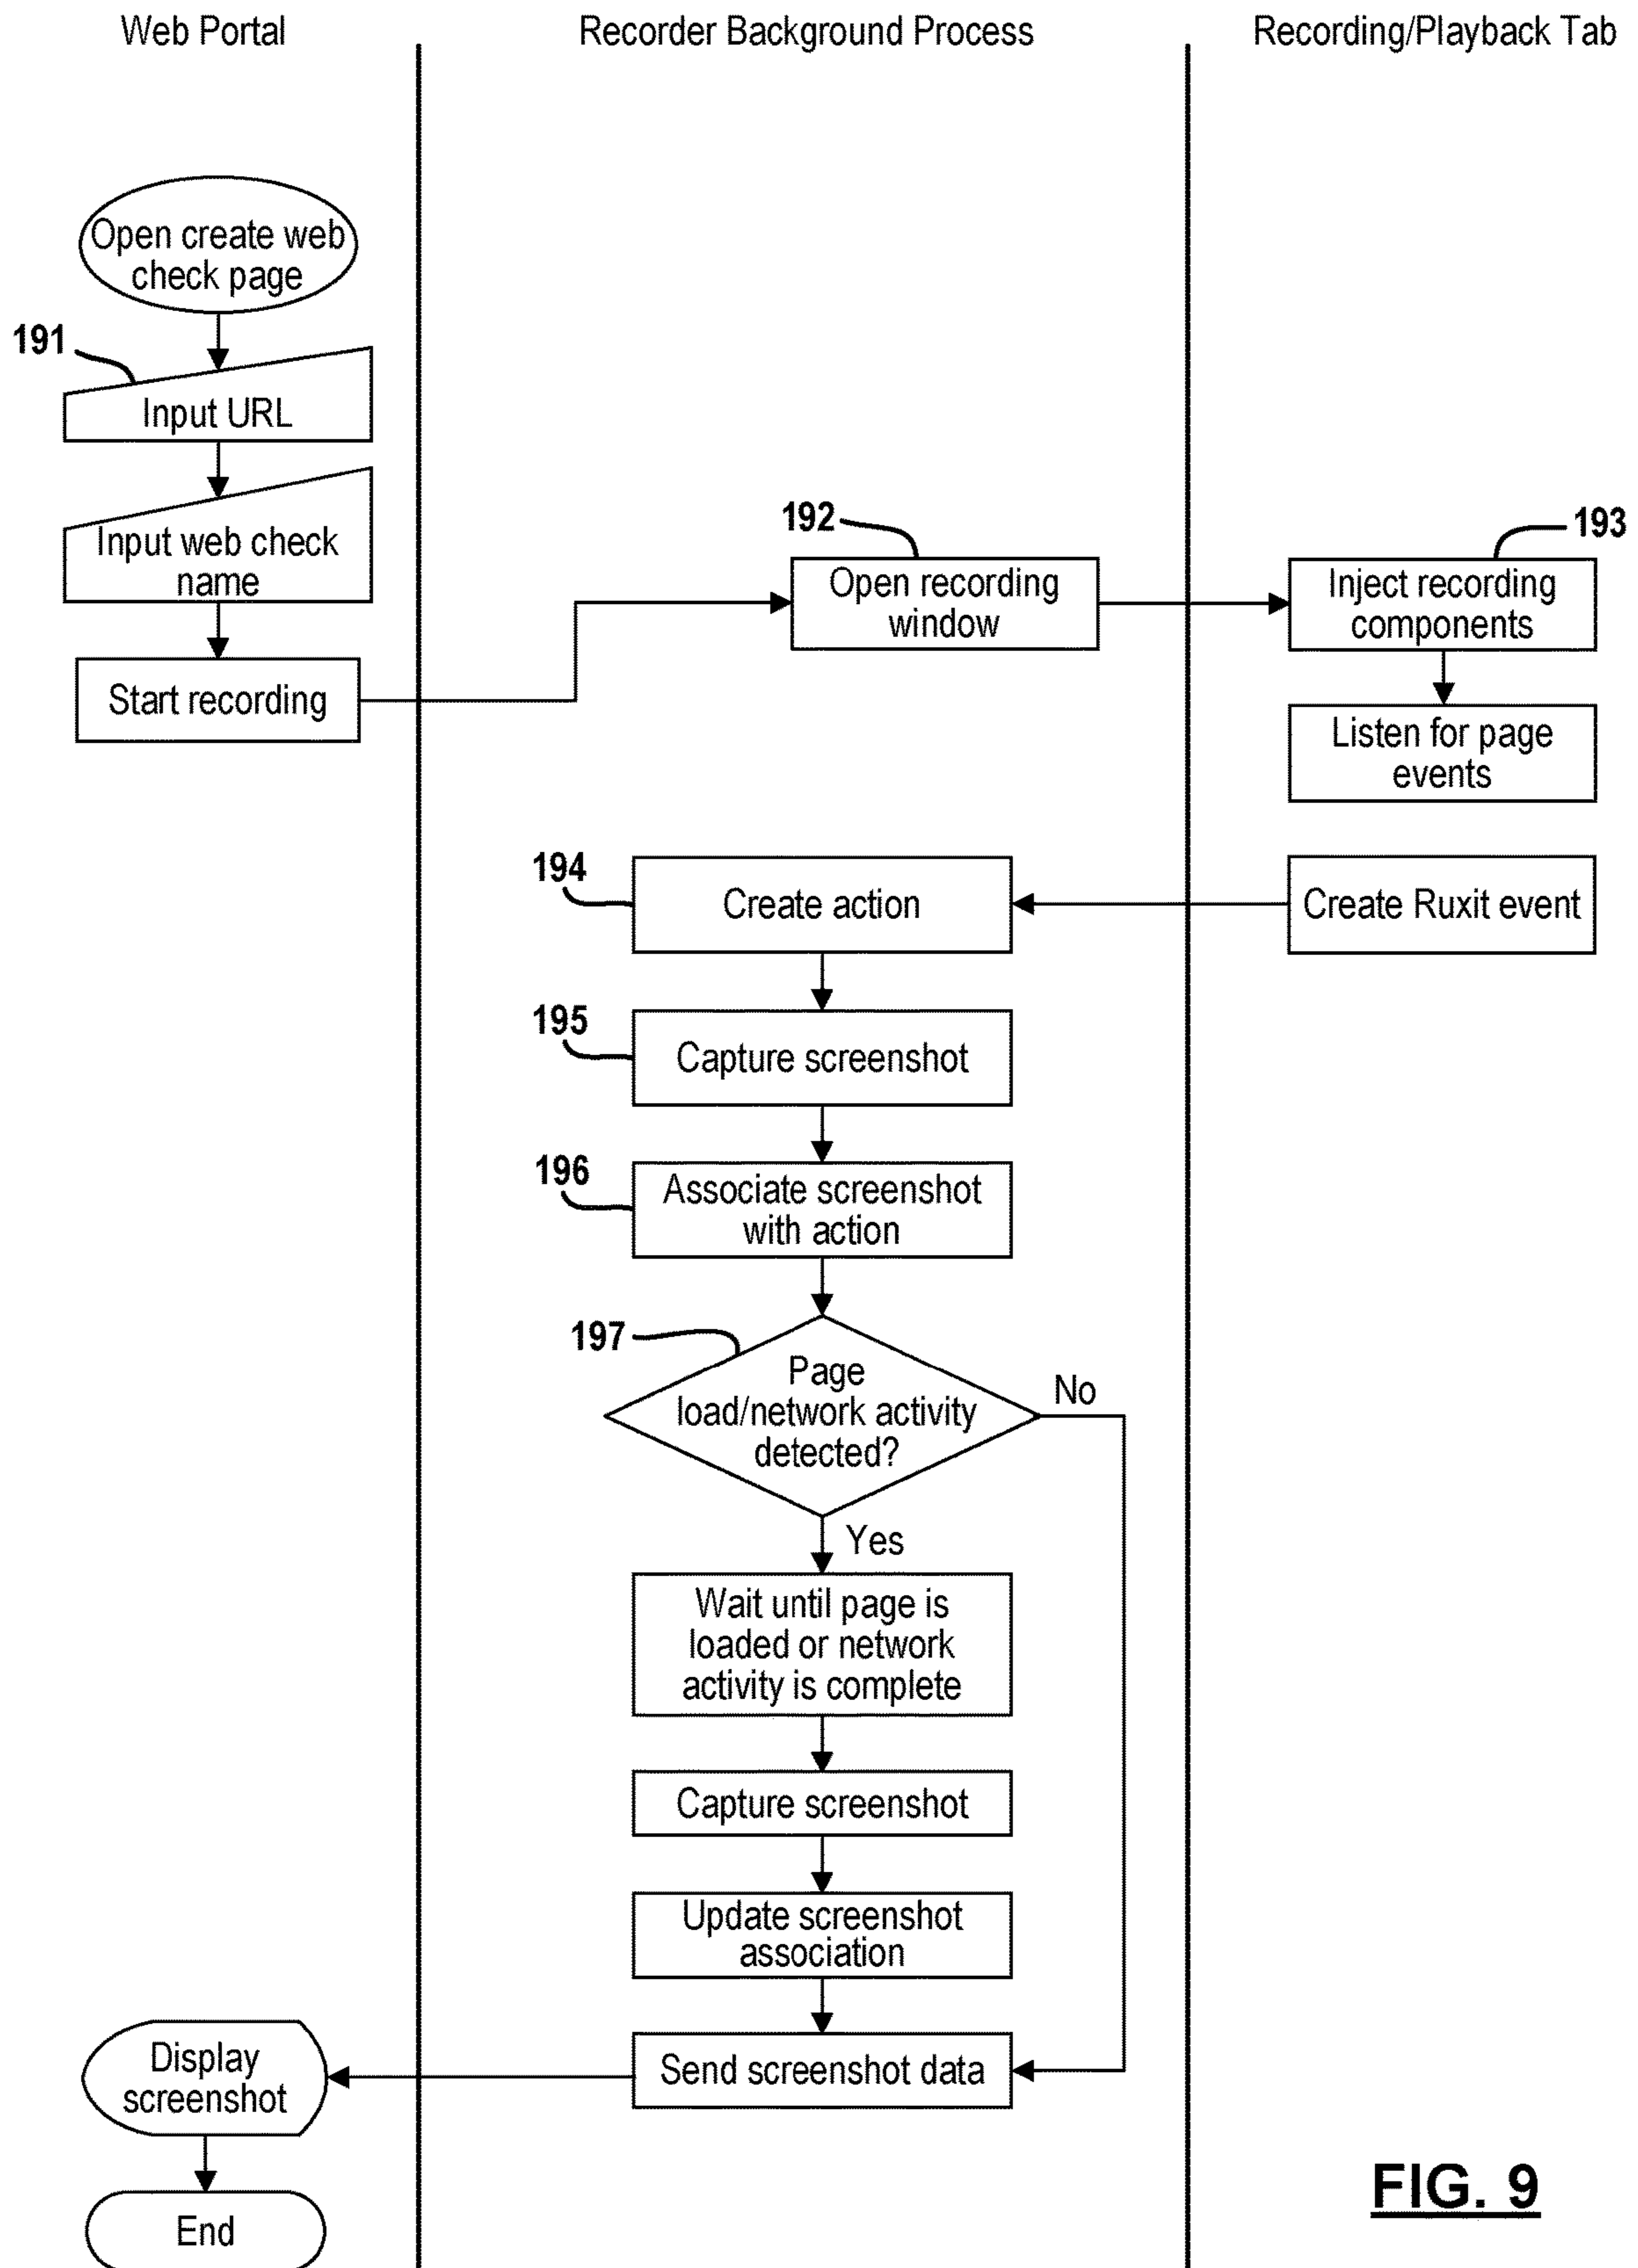 Web Portal
Recorder Background Process
Recording/Playback Tab
Open create web
check page
191
Input URL
Input web check
name
Start recording
192
Open recording
window
193
Inject recording
components
Listen for page
events
Create Ruxit event
194
Create action
195
Capture screenshot
196
Associate screenshot
with action
197
Page
load/network activity
detected?
No
Yes
Wait until page is
loaded or network
activity is complete
Capture screenshot
Update screenshot
association
Send screenshot data
Display
screenshot
End
FIG. 9